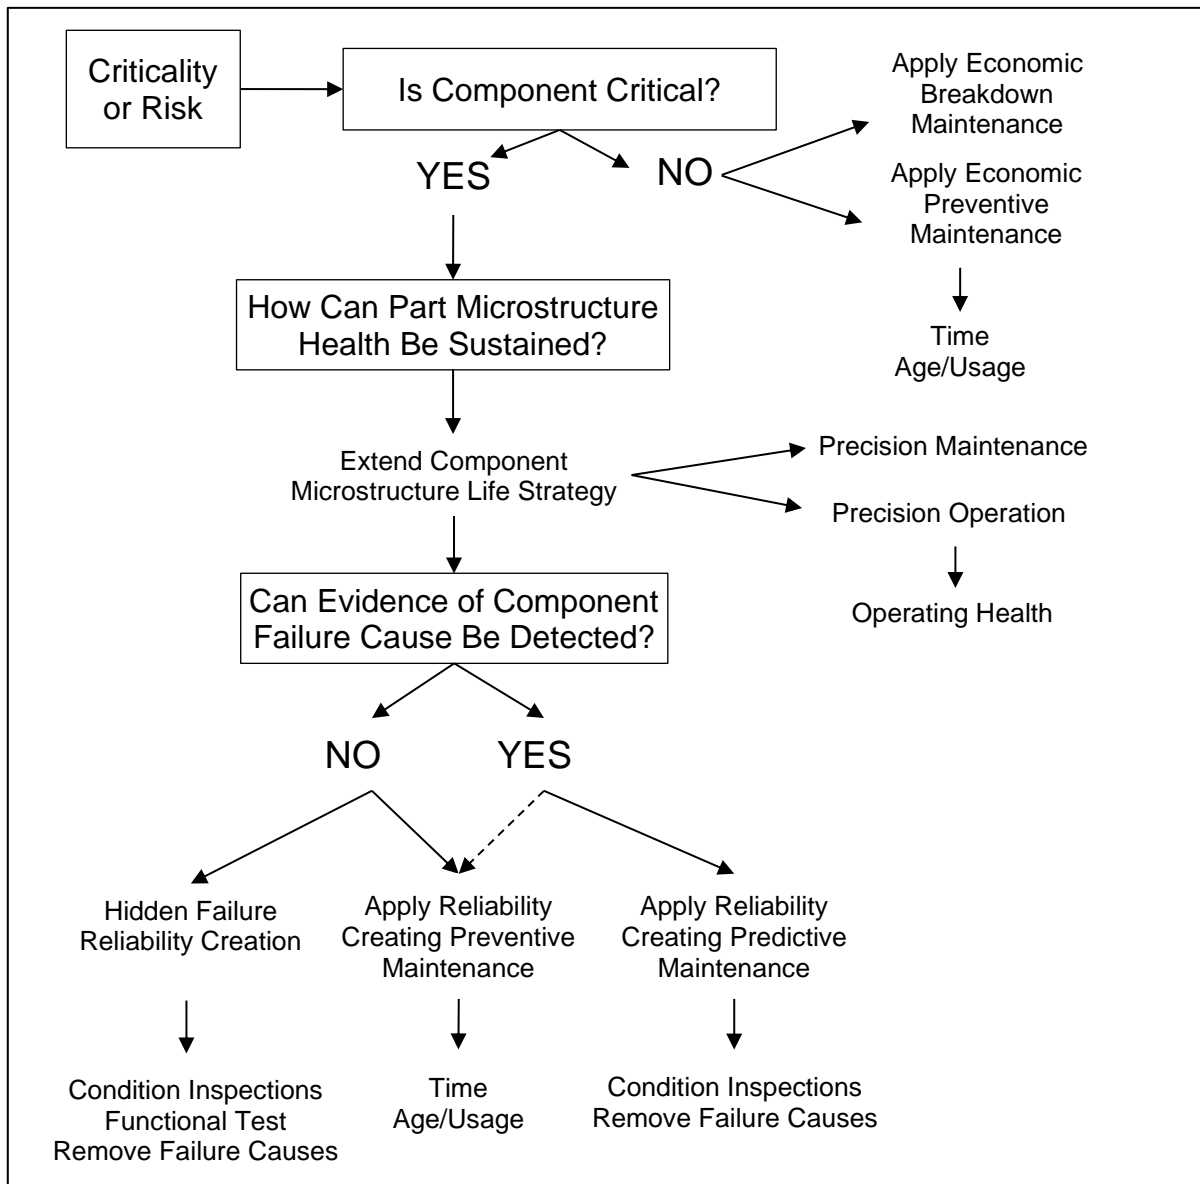 Criticality
or Risk
Is Component Critical?
Apply Economic
Breakdown
Maintenance
YES
NO
Apply Economic
Preventive
Maintenance
How Can Part Microstructure
Health Be Sustained?
Time
Age/Usage
Extend Component
Microstructure Life Strategy
Precision Maintenance
Precision Operation
Operating Health
Can Evidence of Component
Failure Cause Be Detected?
NO
YES
Hidden Failure
Reliability Creation
Apply Reliability
Creating Preventive
Maintenance
Apply Reliability
Creating Predictive
Maintenance
Condition Inspections
Functional Test
Remove Failure Causes
Time
Age/Usage
Condition Inspections
Remove Failure Causes